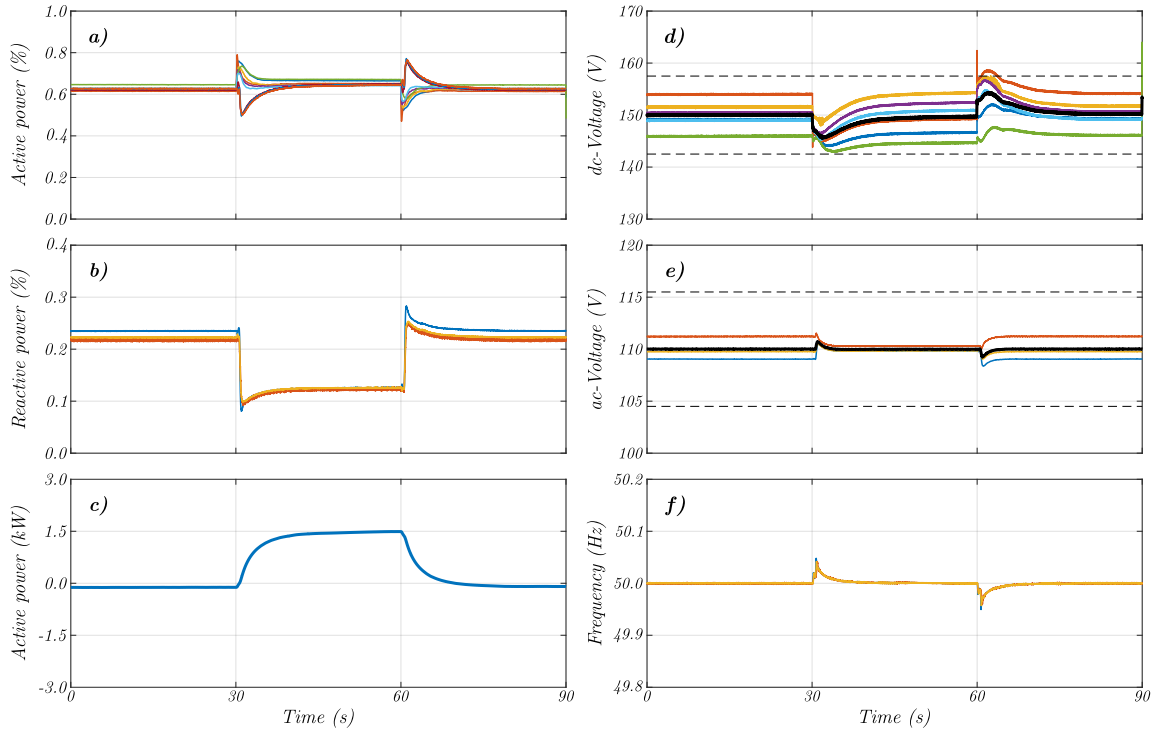 a)
Active power (%)
1.0
0.8
0.6
0.4
0.2
0.0
b)
Reactive power (%)
0.4
0.3
0.2
0.1
0.0
c)
Active power (kW)
3.0
1.5
0.0
-1.5
-3.0
0
30
60
90
Time (s)
d)
dc-Voltage (V)
170
160
150
140
130
e)
ac-Voltage (V)
120
115
110
105
100
f)
Frequency (Hz)
50.2
50.1
50.0
49.9
49.8
0
30
60
90
Time (s)